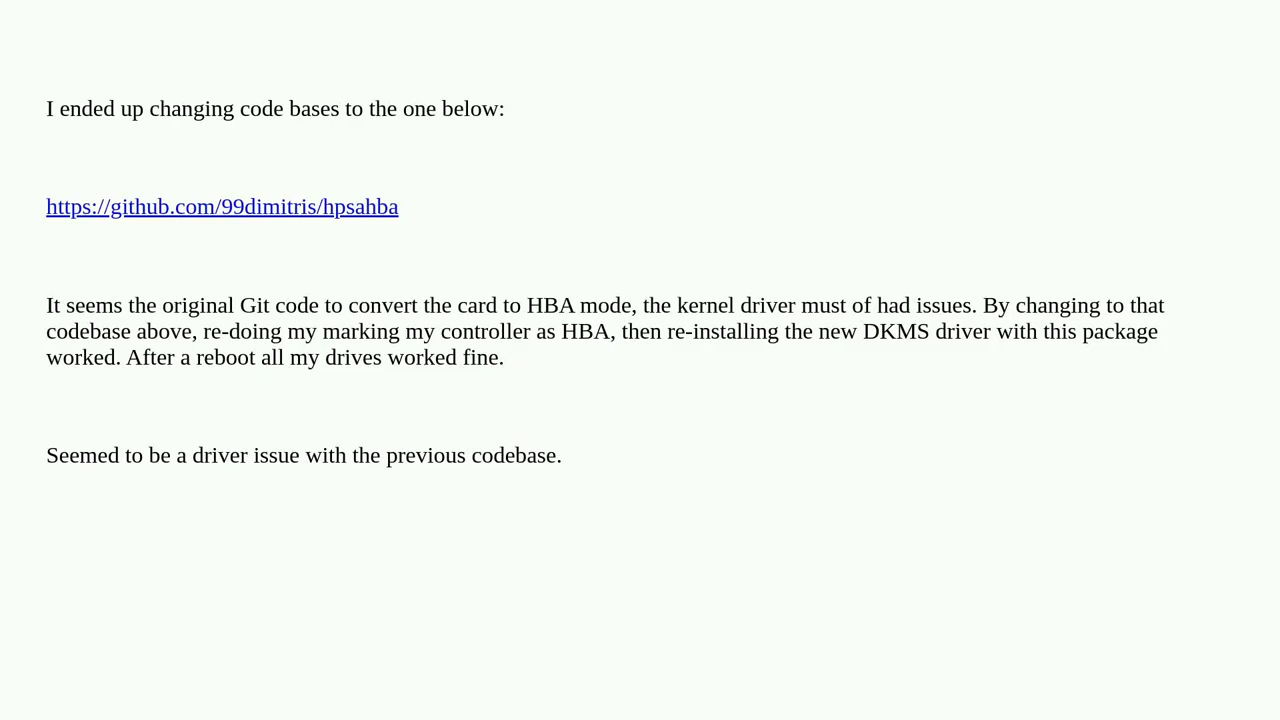 I ended up changing code bases to the one below:
https://github.com/99dimitris/hpsahba
It seems the original Git code to convert the card to HBA mode, the kernel driver must of had issues. By changing to that
codebase above, re-doing my marking my controller as HBA, then re-installing the new DKMS driver with this package
worked. After a reboot all my drives worked fine.
Seemed to be a driver issue with the previous codebase.